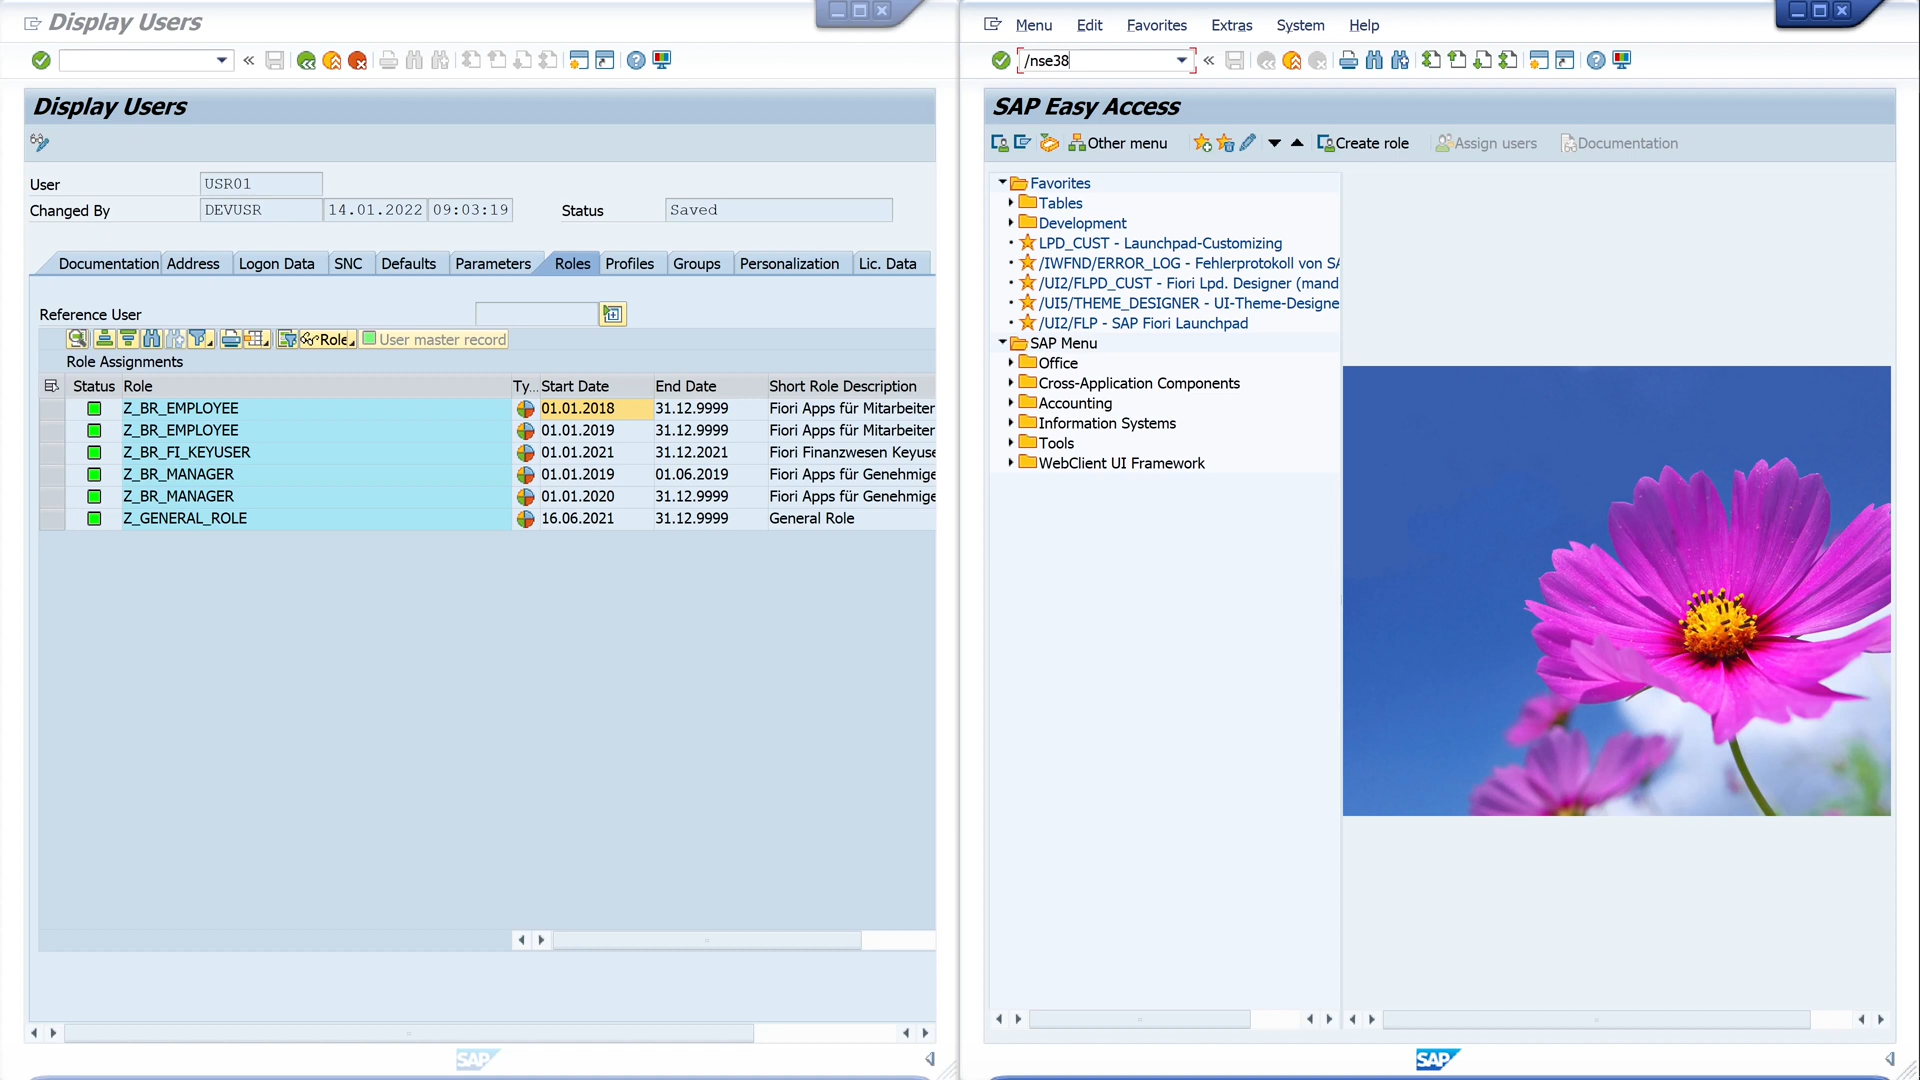 Display Users
Display Users
User USR01
Changed By DEVUSR 14.01.2022 09:03:19 Status Saved
Documentation Address Logon Data SNC Defaults Parameters Roles Profiles Groups Personalization Lic. Data
Reference User
Role User master record
Role Assignments
Status Role Ty... Start Date End Date Short Role Description
Z_BR_EMPLOYEE 01.01.2018 31.12.9999 Fiori Apps für Mitarbeiter
Z_BR_EMPLOYEE 01.01.2019 31.12.9999 Fiori Apps für Mitarbeiter
Z_BR_FI_KEYUSER 01.01.2021 31.12.2021 Fiori Finanzwesen Keyuse
Z_BR_MANAGER 01.01.2019 01.06.2019 Fiori Apps für Genehmige
Z_BR_MANAGER 01.01.2020 31.12.9999 Fiori Apps für Genehmige
Z_GENERAL_ROLE 16.06.2021 31.12.9999 General Role
SAP
Menu Edit Favorites Extras System Help
/nse38
SAP Easy Access
Other menu Create role Assign users Documentation
Favorites
Tables
Development
LPD_CUST - Launchpad-Customizing
/IWFND/ERROR_LOG - Fehlerprotokoll von SA
/UI2/FLPD_CUST - Fiori Lpd. Designer (mand
/UI5/THEME_DESIGNER - UI-Theme-Designe
/UI2/FLP - SAP Fiori Launchpad
SAP Menu
Office
Cross-Application Components
Accounting
Information Systems
Tools
WebClient UI Framework
SAP